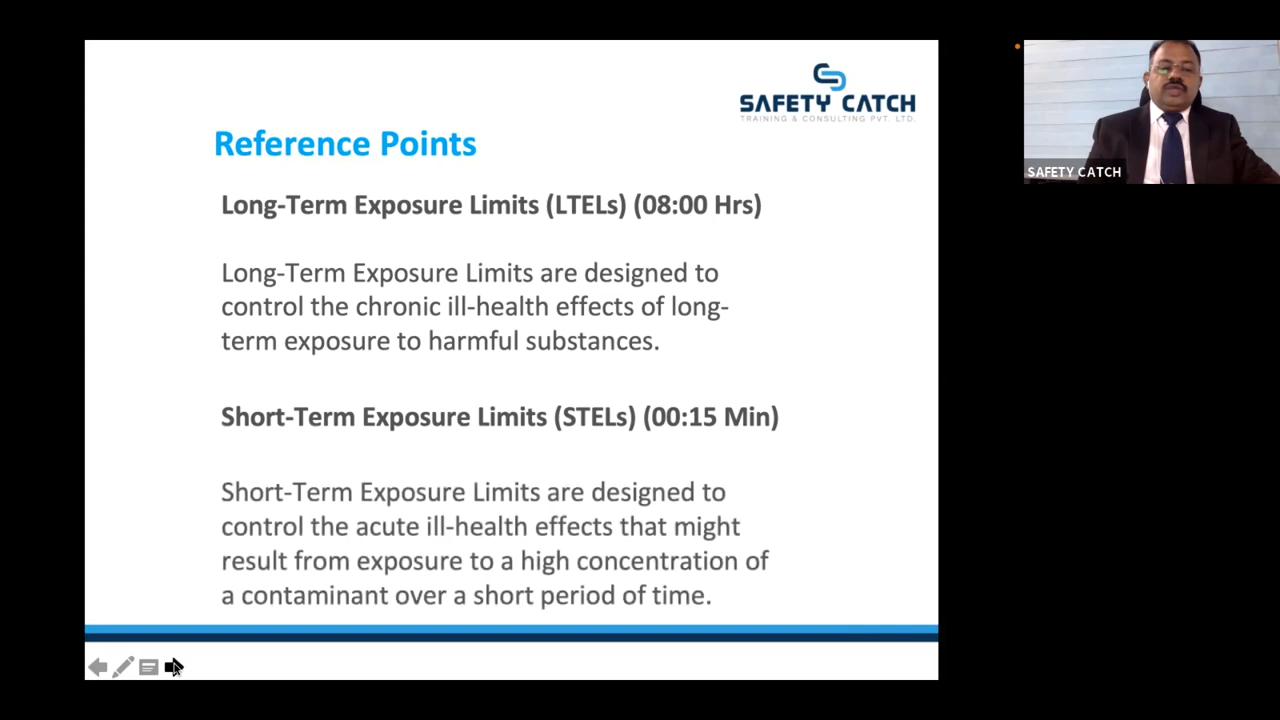 SAFETY CATCH
TRAINING & CONSULTING PVT. LTD.
Reference Points
Long-Term Exposure Limits (LTELs) (08:00 Hrs)
Long-Term Exposure Limits are designed to
control the chronic ill-health effects of long-
term exposure to harmful substances.
Short-Term Exposure Limits (STELs) (00:15 Min)
Short-Term Exposure Limits are designed to
control the acute ill-health effects that might
result from exposure to a high concentration of
a contaminant over a short period of time.
SAFETY CATCH